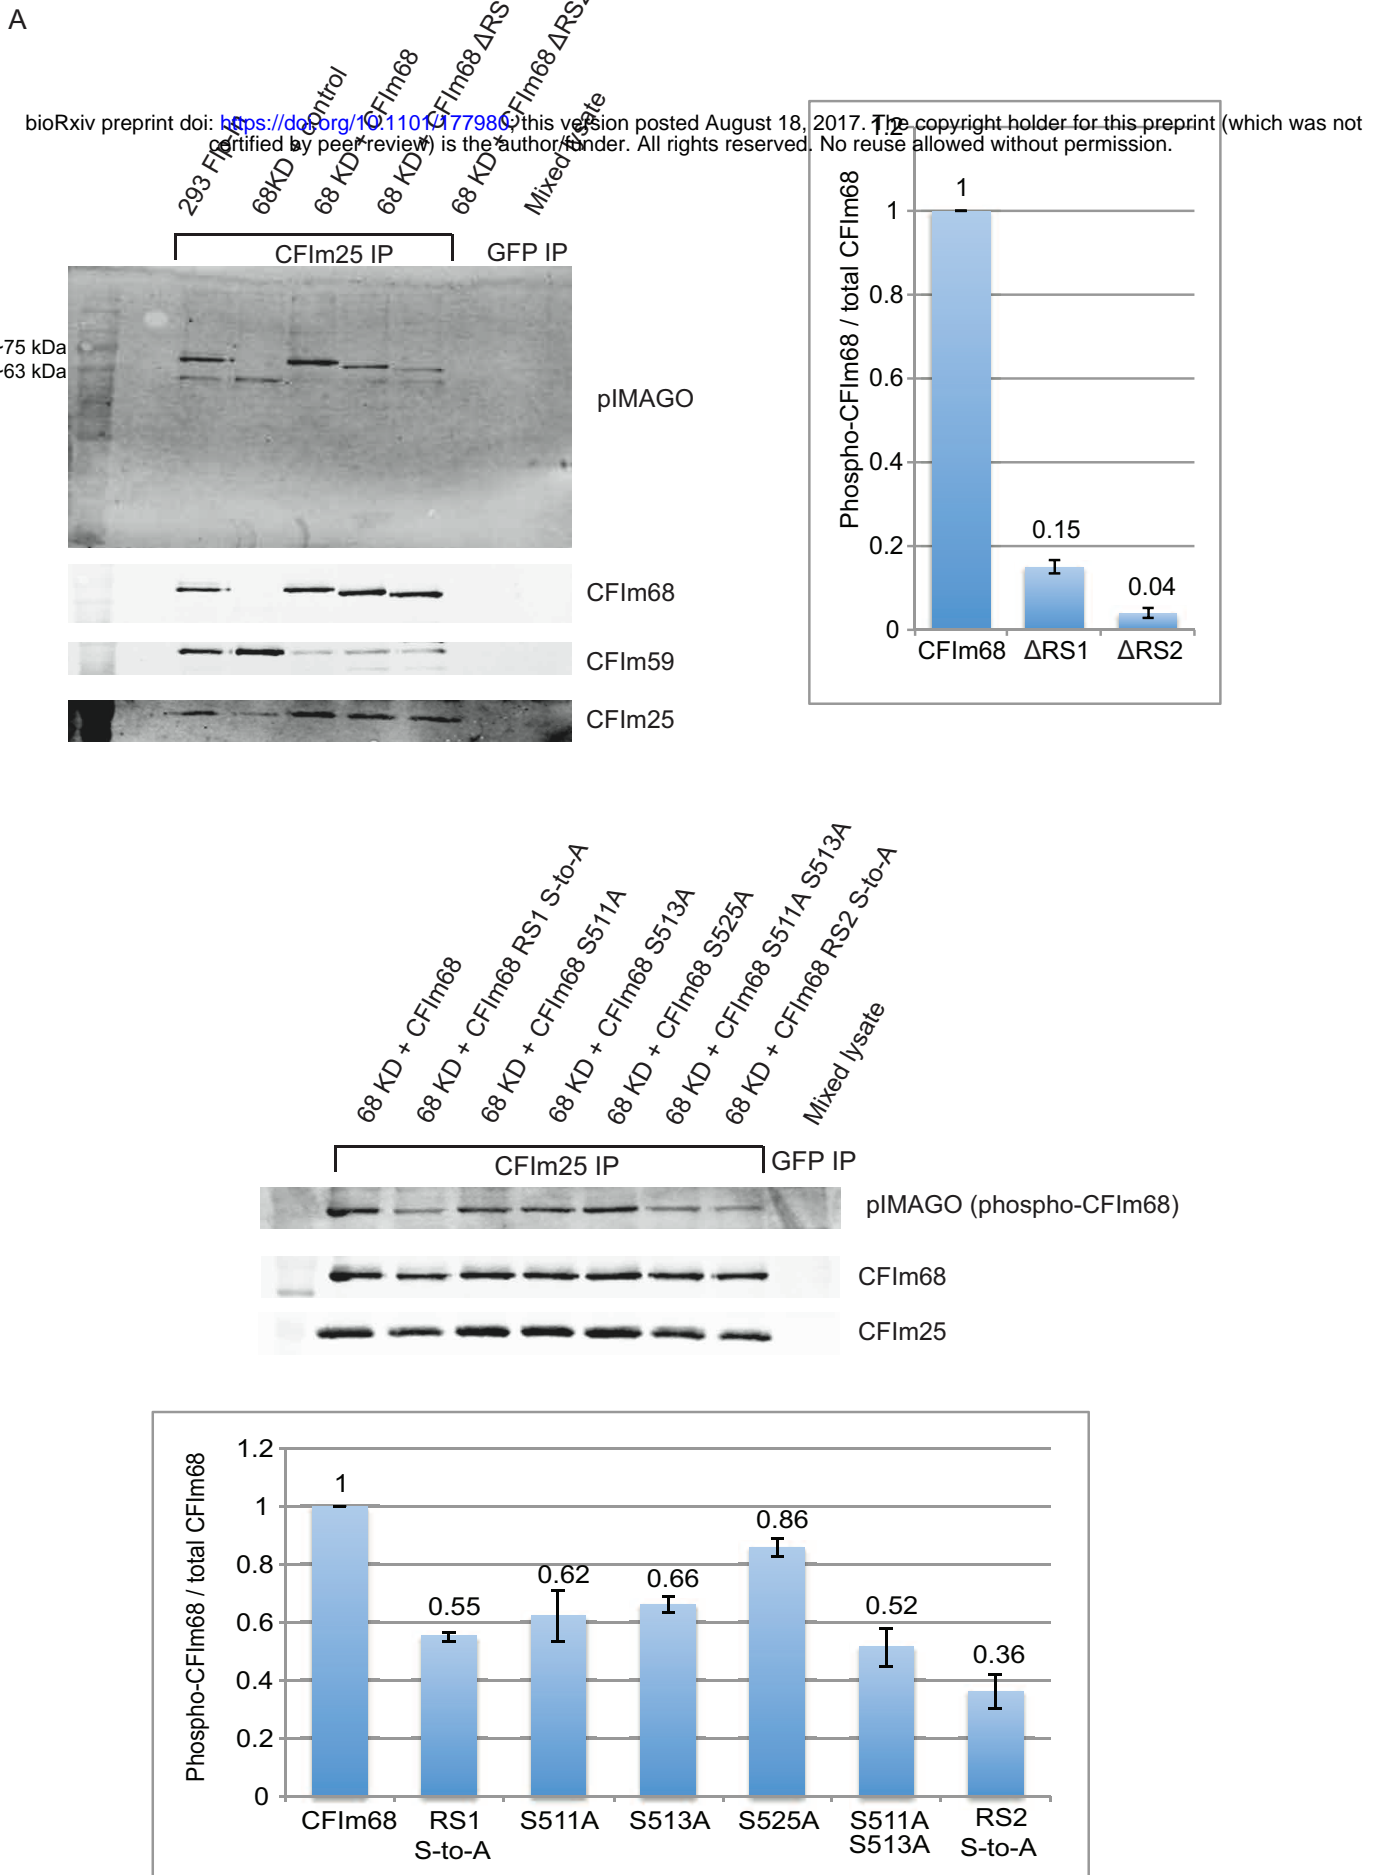 A
293 Flp-In
68KD + control
68 KD + CFIm68
68 KD + CFIm68 ΔRS
68 KD + CFIm68 ΔRS2
Mixed lysate
bioRxiv preprint doi: https://doi.org/10.1101/177980; this version posted August 18, 2017. The copyright holder for this preprint (which was not
certified by peer review) is the author/funder. All rights reserved. No reuse allowed without permission.
CFIm25 IP
GFP IP
75 kDa
63 kDa
pIMAGO
CFIm68
CFIm59
CFIm25
Phospho-CFIm68 / total CFIm68
1.2
1
0.8
0.6
0.4
0.2
0
1
0.15
0.04
CFIm68
ΔRS1
ΔRS2
68 KD + CFIm68
68 KD + CFIm68 RS1 S-to-A
68 KD + CFIm68 S511A
68 KD + CFIm68 S513A
68 KD + CFIm68 S525A
68 KD + CFIm68 S511A S513A
68 KD + CFIm68 RS2 S-to-A
Mixed lysate
CFIm25 IP
GFP IP
pIMAGO (phospho-CFIm68)
CFIm68
CFIm25
Phospho-CFIm68 / total CFIm68
1.2
1
0.8
0.6
0.4
0.2
0
1
0.55
0.62
0.66
0.86
0.52
0.36
CFIm68
RS1
S-to-A
S511A
S513A
S525A
S511A
S513A
RS2
S-to-A